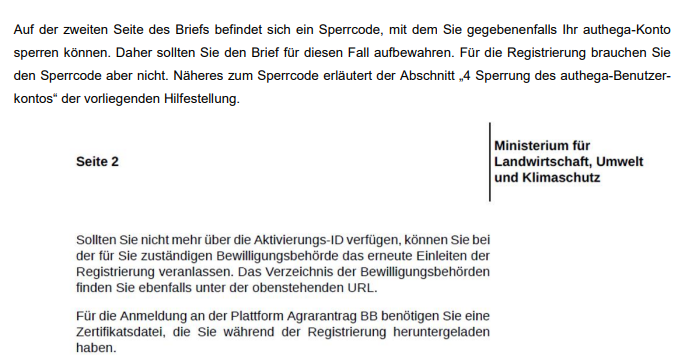 Auf der zweiten Seite des Briefs befindet sich ein Sperrcode, mit dem Sie gegebenenfalls Ihr authega-Konto
sperren können. Daher sollten Sie den Brief für diesen Fall aufbewahren. Für die Registrierung brauchen Sie
den Sperrcode aber nicht. Näheres zum Sperrcode erläutert der Abschnitt „4 Sperrung des authega-Benutzer-
kontos“ der vorliegenden Hilfestellung.
Seite 2
Ministerium für
Landwirtschaft, Umwelt
und Klimaschutz
Sollten Sie nicht mehr über die Aktivierungs-ID verfügen, können Sie bei
der für Sie zuständigen Bewilligungsbehörde das erneute Einleiten der
Registrierung veranlassen. Das Verzeichnis der Bewilligungsbehörden
finden Sie ebenfalls unter der obenstehenden URL.
Für die Anmeldung an der Plattform Agrarantrag BB benötigen Sie eine
Zertifikatsdatei, die Sie während der Registrierung heruntergeladen
haben.